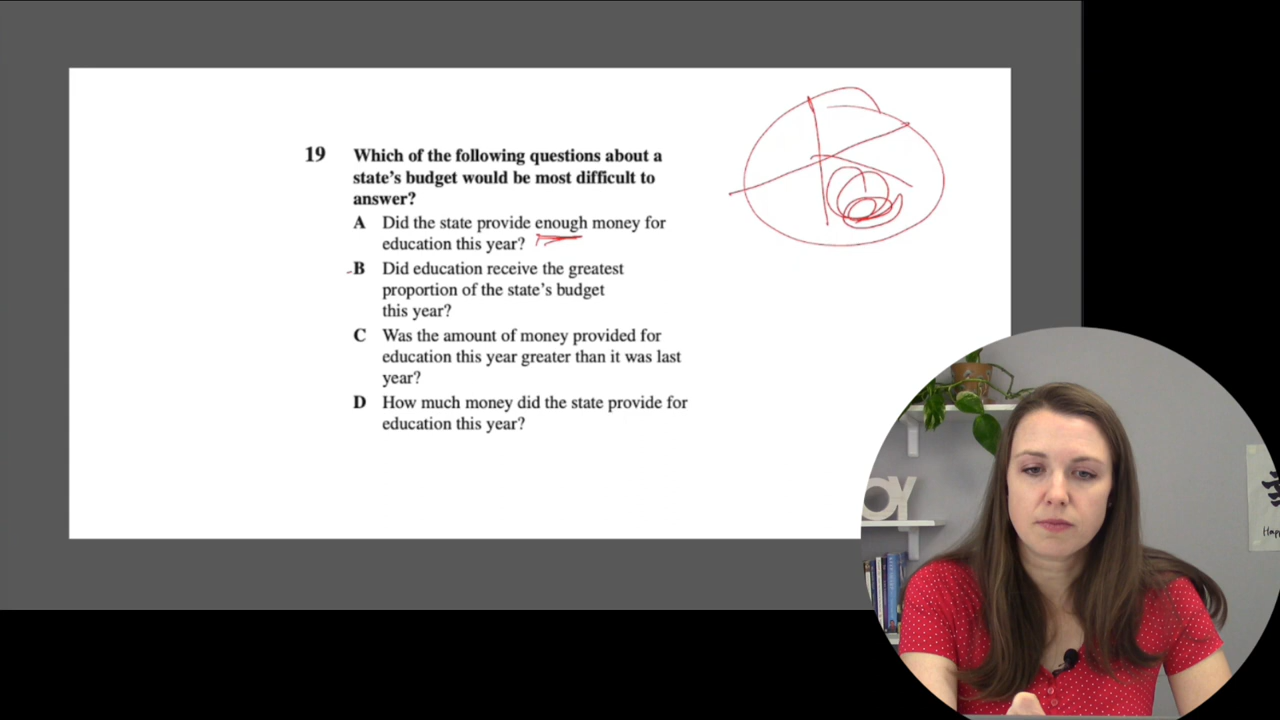 19 Which of the following questions about a
state's budget would be most difficult to
answer?
A Did the state provide enough money for
education this year?
B Did education receive the greatest
proportion of the state's budget
this year?
C Was the amount of money provided for
education this year greater than it was last
year?
D How much money did the state provide for
education this year?
OY